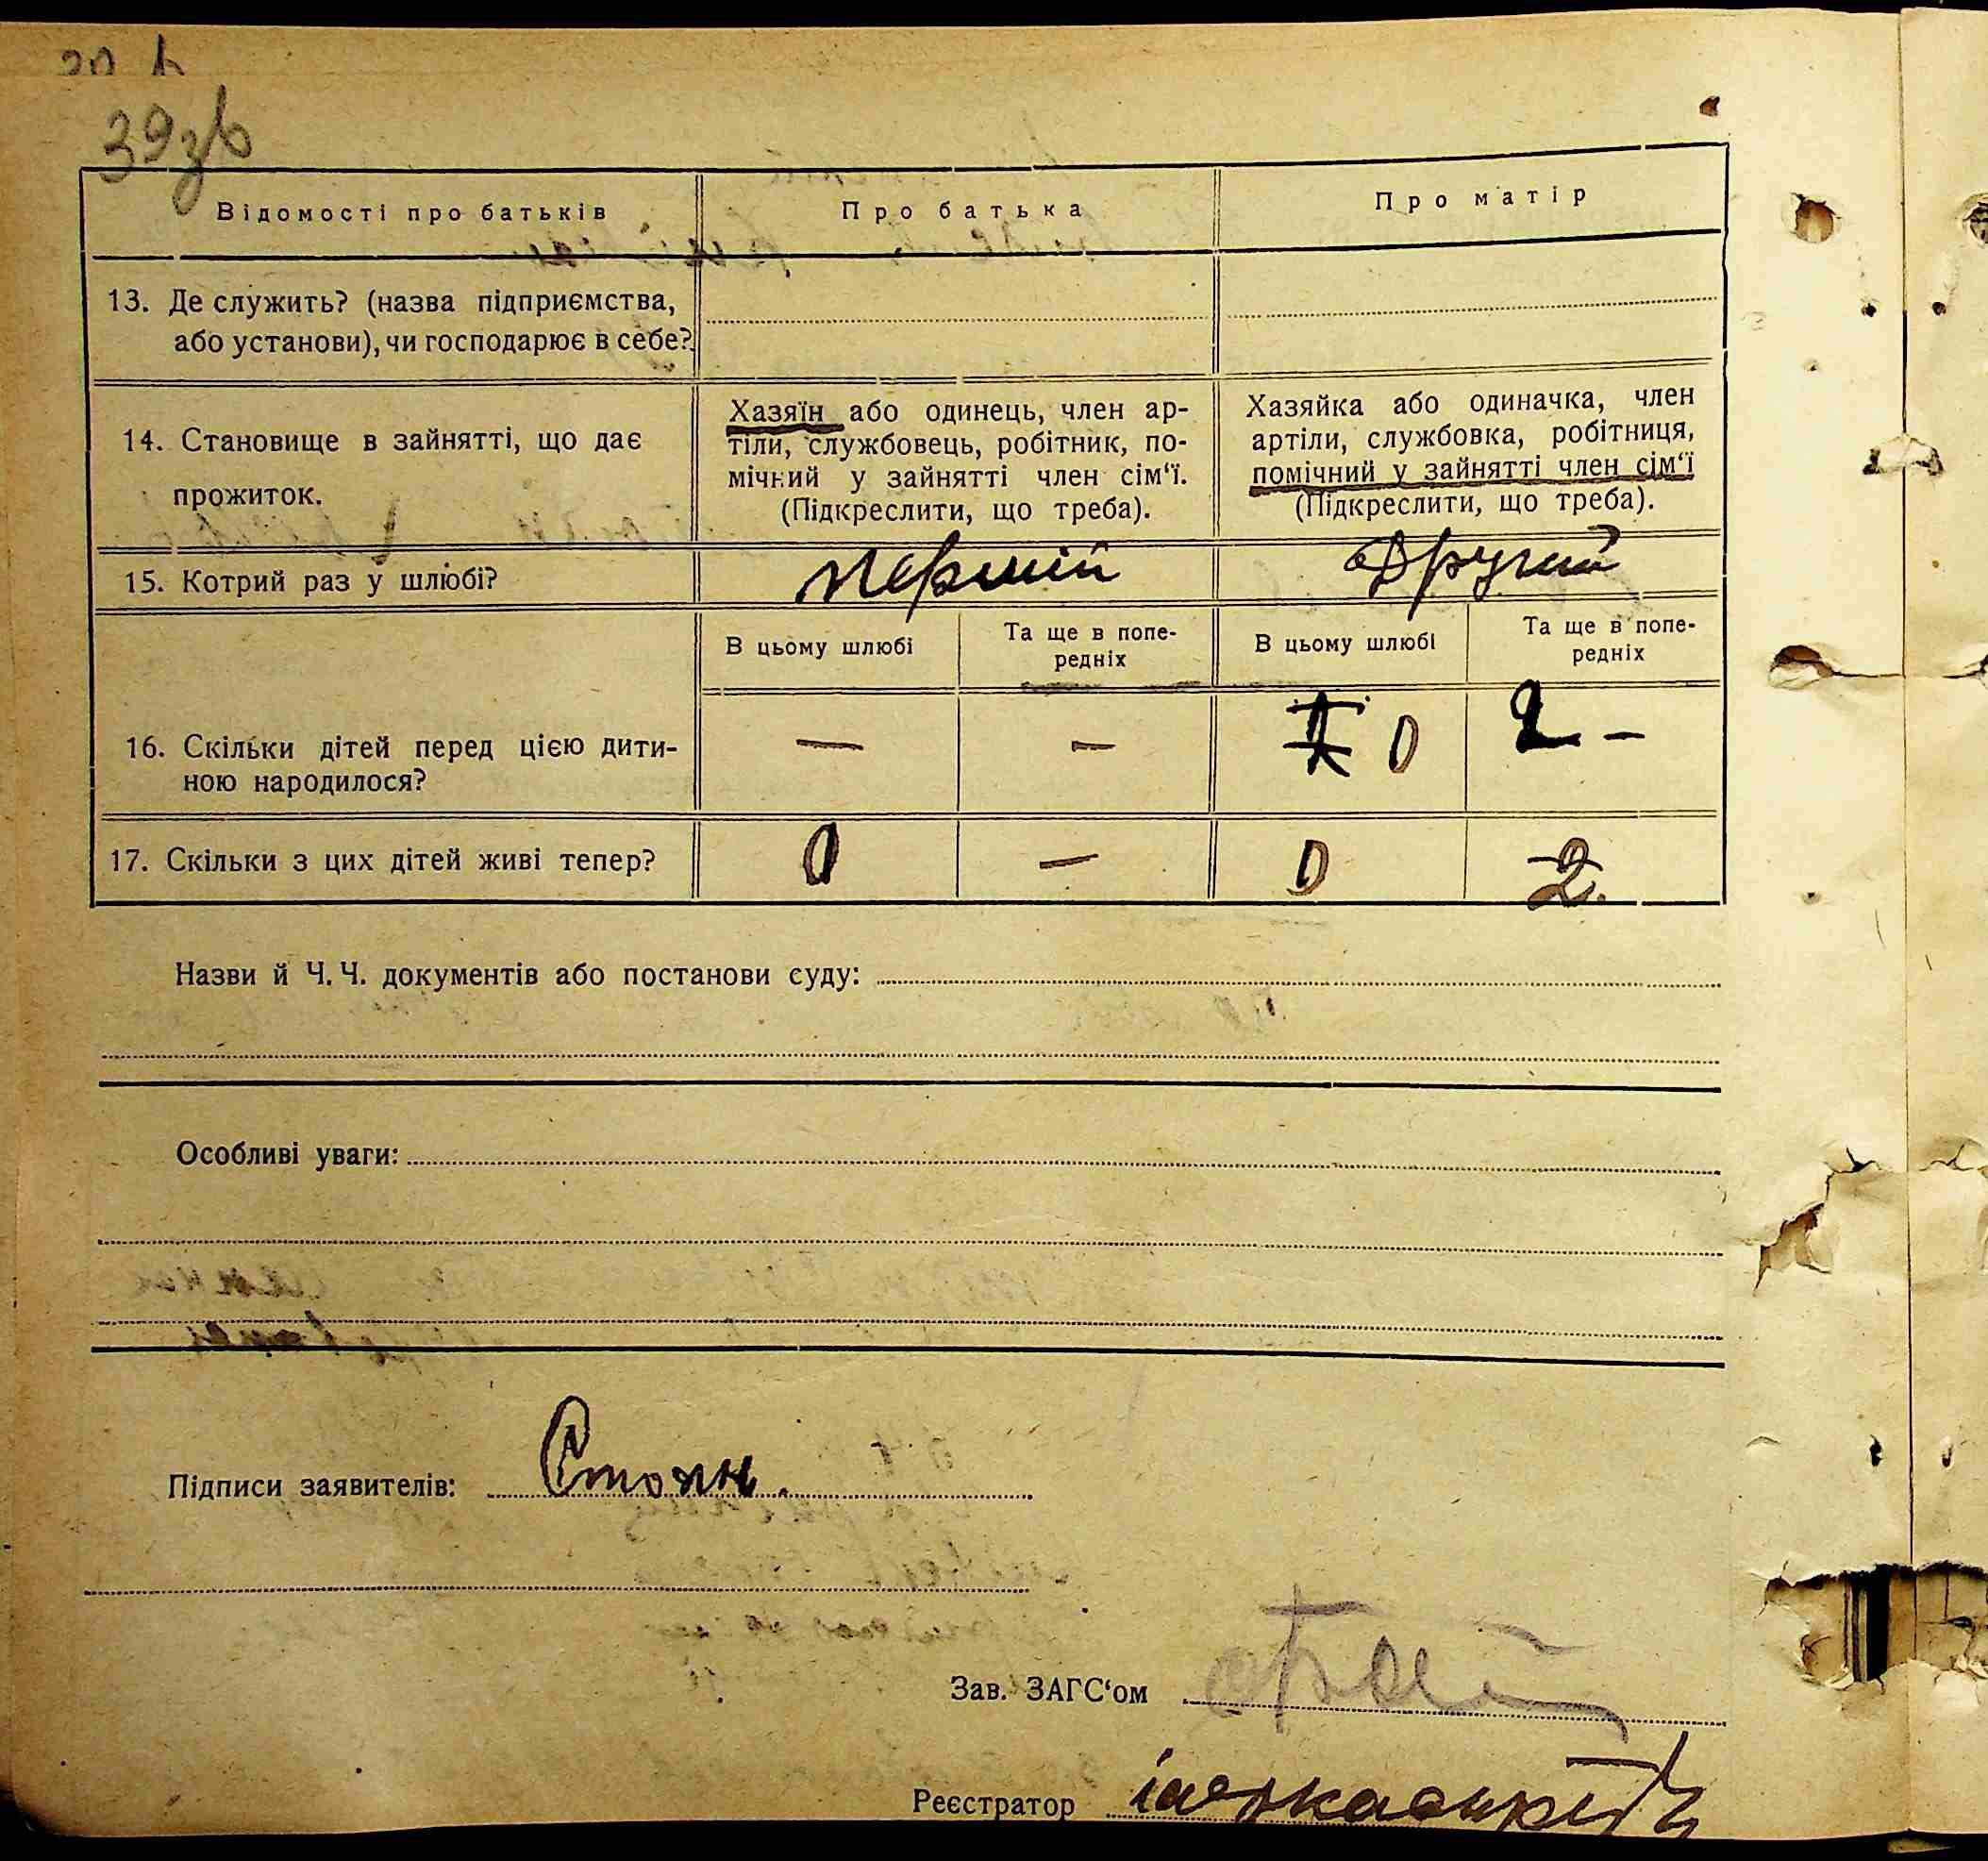 39зв
Відомості про батьків Про батька Про матір
13. Де служить? (назва підприємства,
або установи), чи господарює в себе?
Хазяїн або одинець, член ар-
тіли, службовець, робітник, по-
мічний у зайнятті член сім‘ї.
(Підкреслити, що треба).
Хазяйка або одиначка, член
артіли, службовка, робітниця,
помічний у зайнятті член сім‘ї
(Підкреслити, що треба).
14. Становище в зайнятті, що дає
прожиток.
15. Котрий раз у шлюбі? перший Другий
В цьому шлюбі
Та ще в попе-
редніх
В цьому шлюбі
Та ще в попе-
редніх
16. Скільки дітей перед цією дити-
ною народилося?
— — 0 2 —
17. Скільки з цих дітей живі тепер? 0 — 0 2.
Назви й Ч. Ч. документів або постанови суду:
Особливі уваги:
Підписи заявителів: Стоян.
Зав. ЗАГС‘ом
Реєстратор